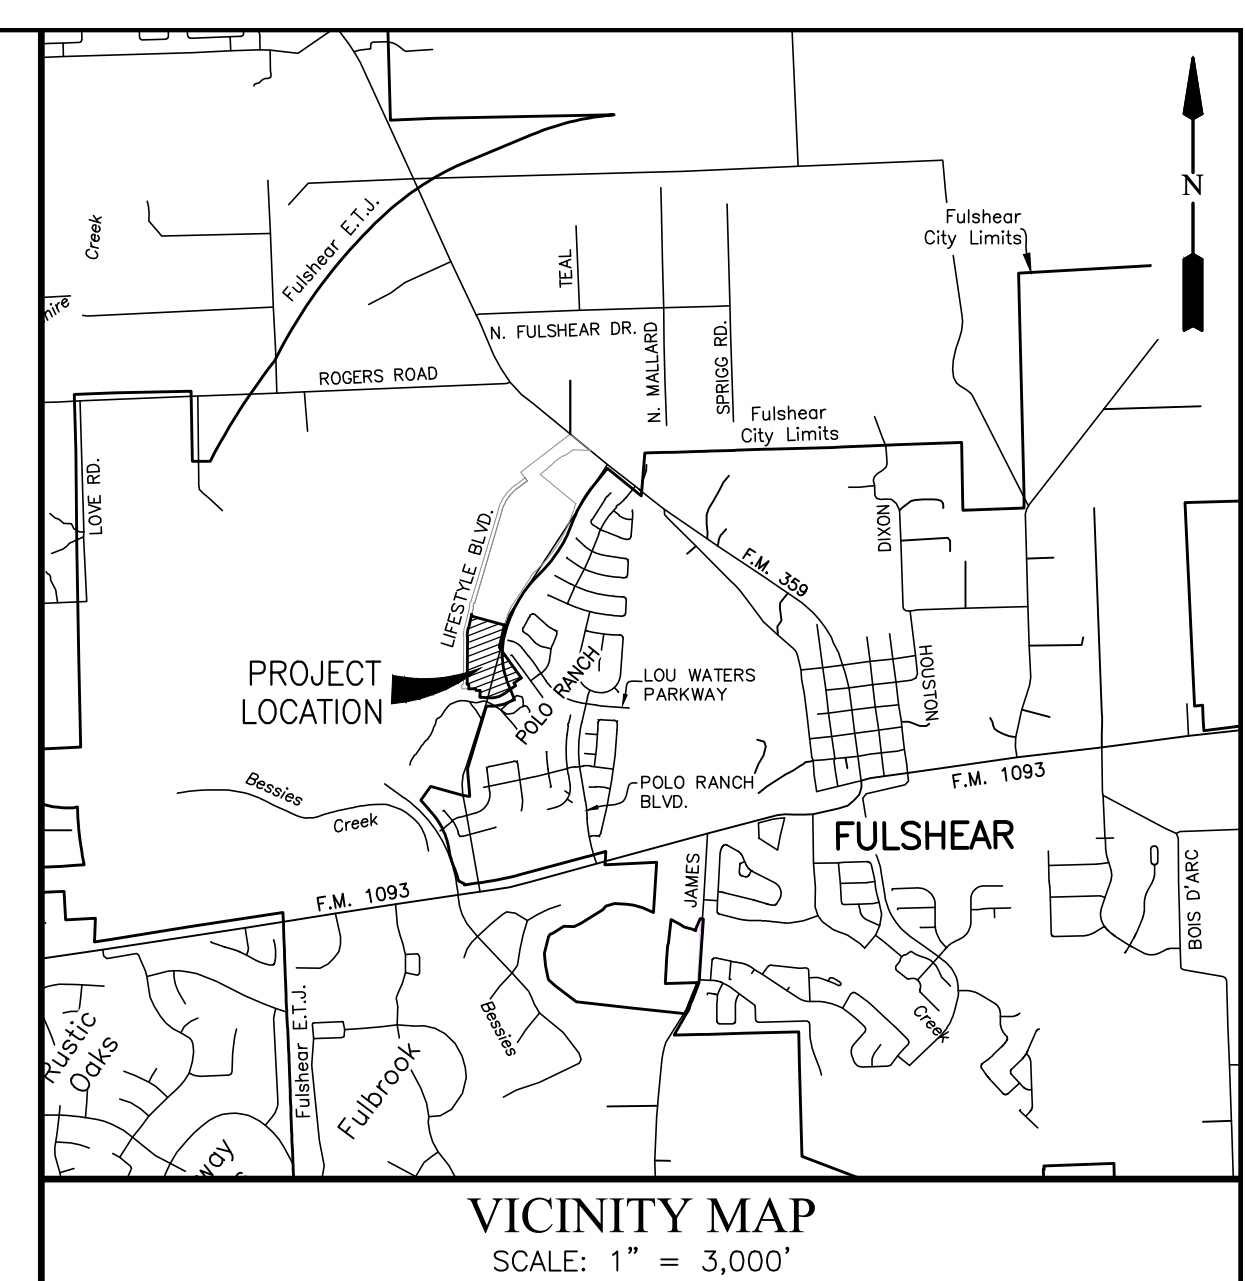 N
Fulshear
City Limits
Creek
Fulshear E.T.J.
TEAL
N. FULSHEAR DR.
N. MALLARD
SPRIGG RD.
ROGERS ROAD
Fulshear
City Limits
LOVE RD.
LIFESTYLE BLVD.
DIXON
F.M. 359
PROJECT
LOCATION
POLO RANCH
LOU WATERS
PARKWAY
HOUSTON
Bessies
Creek
POLO RANCH
BLVD.
F.M. 1093
FULSHEAR
F.M. 1093
JAMES
BOIS D'ARC
Rustic
Oaks
Fulshear E.T.J.
Fulbrook
Bessies
Creek
way
VICINITY MAP
SCALE: 1" = 3,000'